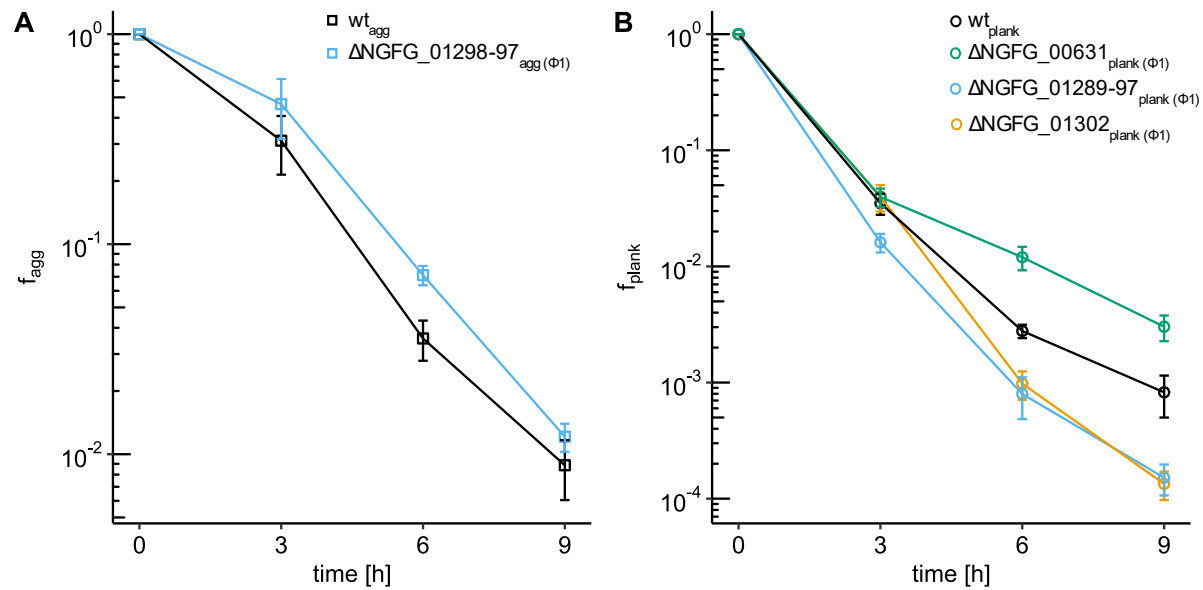 A
wt_agg
ΔNGFG_01298-97_agg (Φ1)
10^0
10^-1
10^-2
f_agg
0 3 6 9
time [h]
B
wt_plank
ΔNGFG_00631_plank (Φ1)
ΔNGFG_01289-97_plank (Φ1)
ΔNGFG_01302_plank (Φ1)
10^0
10^-1
10^-2
10^-3
10^-4
f_plank
0 3 6 9
time [h]